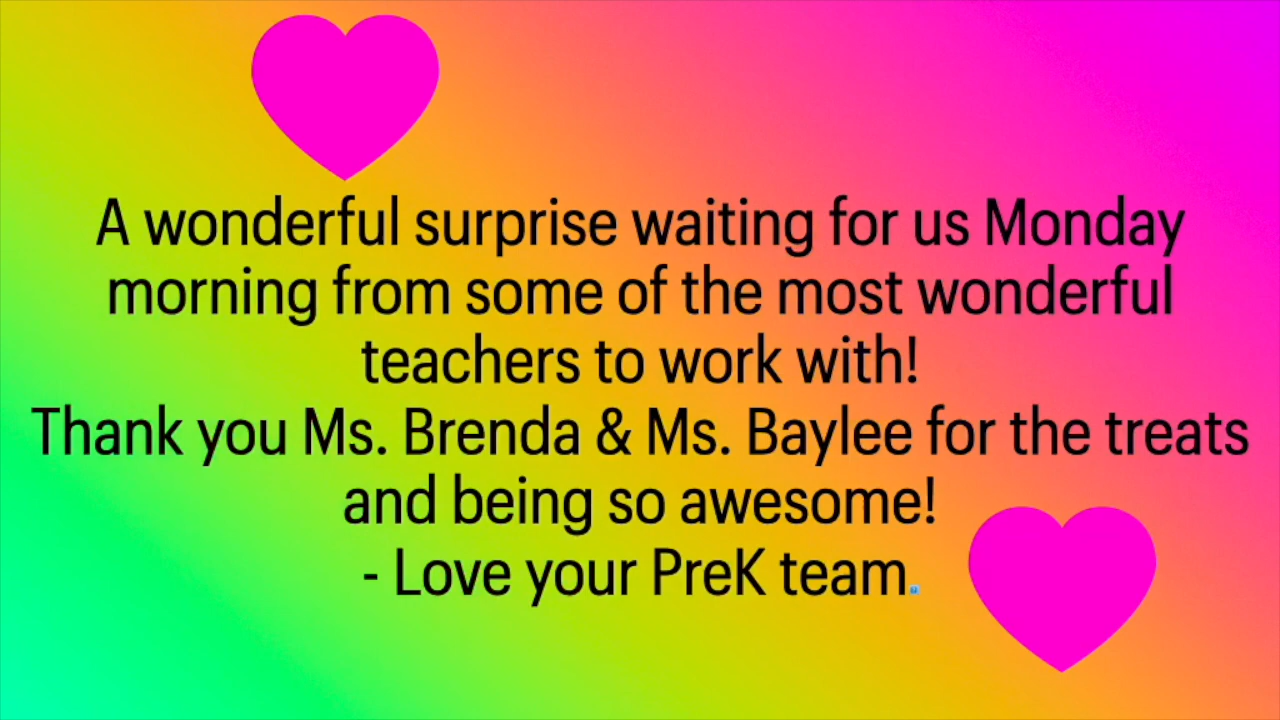 A wonderful surprise waiting for us Monday
morning from some of the most wonderful
teachers to work with!
Thank you Ms. Brenda & Ms. Baylee for the treats
and being so awesome!
- Love your PreK team